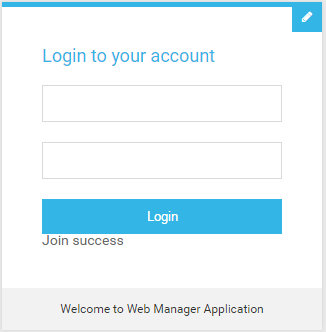 Login to your account
Login
Join success
Welcome to Web Manager Application